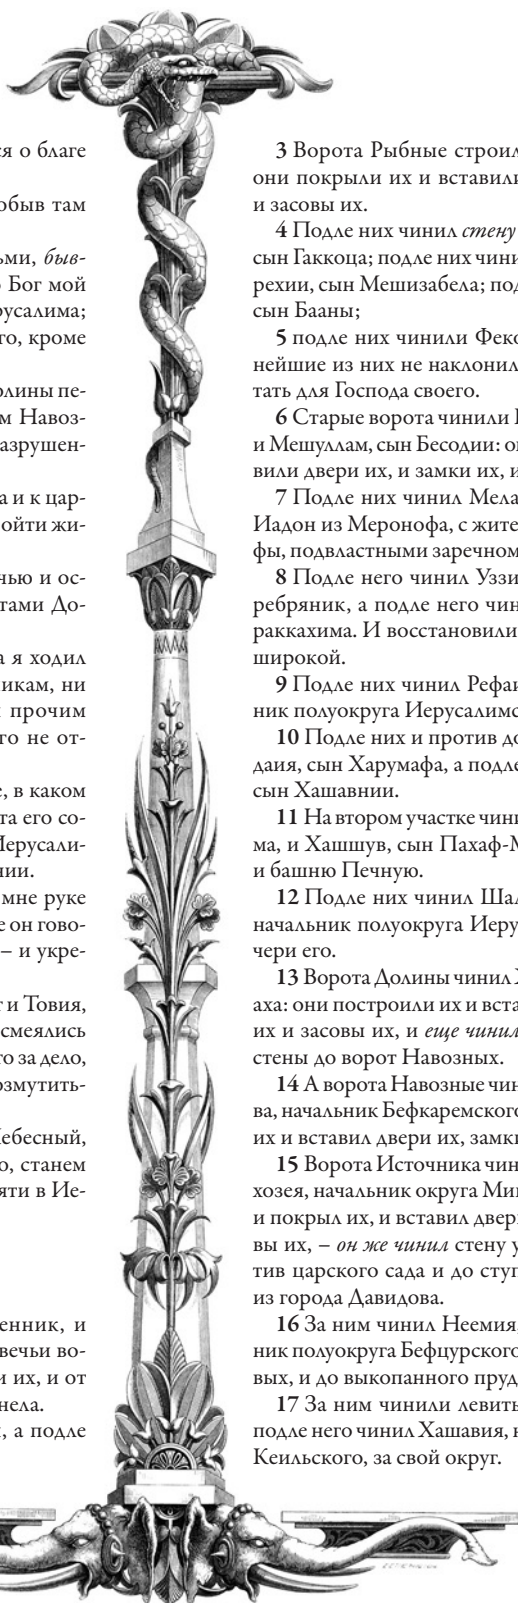 ся о благе
обыв там
ьми, быв-
Бог мой
русалима;
го, кроме
олины пе-
м Навоз-
азрушен-
а и к цар-
ойти жи-
чью и ос-
тами До-
а я ходил
никам, ни
прочим
го не от-
е, в каком
та его со-
Иерусали-
нии.
мне руке
е он гово-
– и укре-
т и Товия,
смеялись
то за дело,
озмутить-
Небесный,
о, станем
яти в Ие-
енник, и
вечьи во-
и их, и от
нела.
, а подле
3 Ворота Рыбные строил
они покрыли их и вставили
и засовы их.
4 Подле них чинил стену
сын Гаккоца; подле них чини
рехии, сын Мешизабела; под
сын Бааны;
5 подле них чинили Феко
нейшие из них не наклонил
тать для Господа своего.
6 Старые ворота чинили
и Мешуллам, сын Бесодии: о
вили двери их, и замки их, и
7 Подле них чинил Мела
Иадон из Меронофа, с жите
фы, подвластными заречном
8 Подле него чинил Уззи
ребряник, а подле него чин
раккахима. И восстановили
широкой.
9 Подле них чинил Рефаи
ник полуокруга Иерусалимс
10 Подле них и против до
даия, сын Харумафа, а подле
сын Хашавнии.
11 На втором участке чини
ма, и Хашшув, сын Пахаф-М
и башню Печную.
12 Подле них чинил Шал
начальник полуокруга Иеру
чери его.
13 Ворота Долины чинил Х
аха: они построили их и вста
их и засовы их, и еще чинил
стены до ворот Навозных.
14 А ворота Навозные чин
ва, начальник Бефкаремского
их и вставил двери их, замки
15 Ворота Источника чин
хозея, начальник округа Ми
и покрыл их, и вставил двери
вы их, – он же чинил стену у
тив царского сада и до ступ
из города Давидова.
16 За ним чинил Неемия
ник полуокруга Бефцурского
вых, и до выкопанного пруд
17 За ним чинили левиты
подле него чинил Хашавия, н
Кеильского, за свой округ.